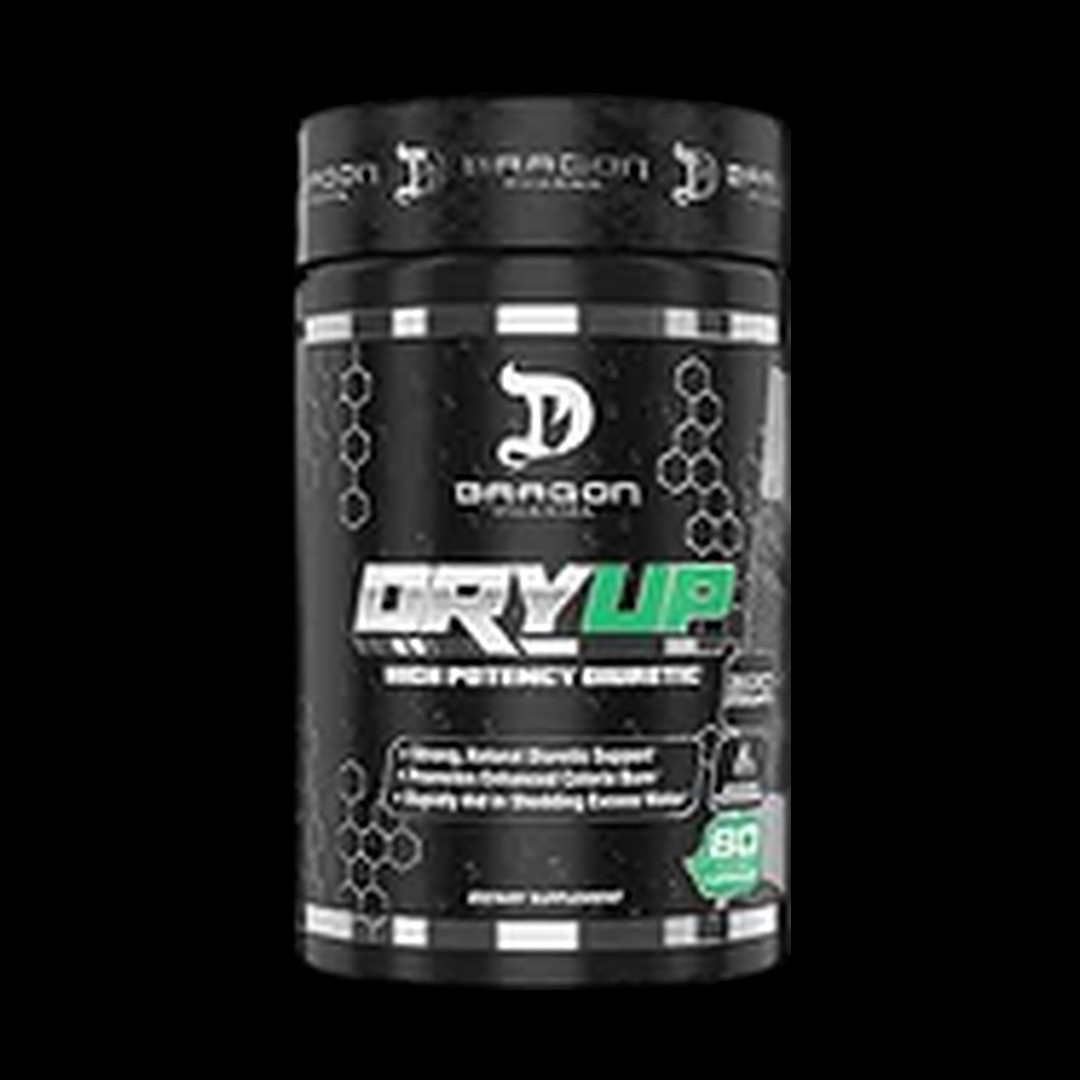 DRAGON
D
DRAGON
PHARMA
DRYUP
HIGH POTENCY DIURETIC
• Strong, Natural Diuretic Support
• Promotes Enhanced Calorie Burn
• Rapidly Aid in Shedding Excess Water
80
DIETARY SUPPLEMENT